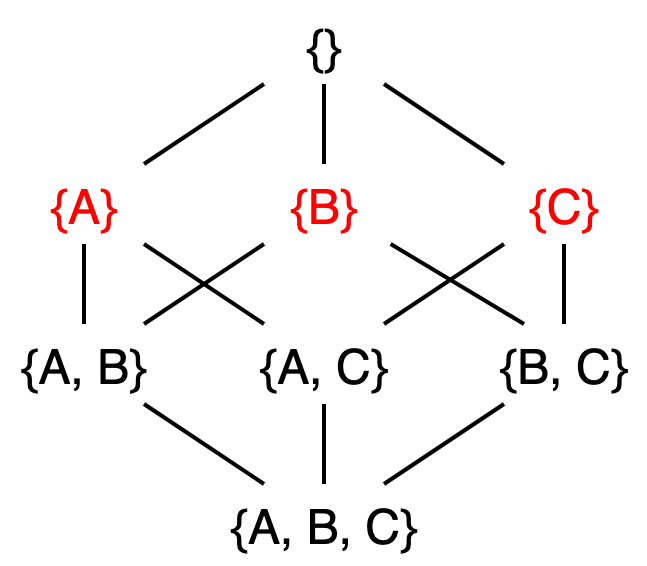 {}
{A} {B} {C}
{A, B} {A, C} {B, C}
{A, B, C}